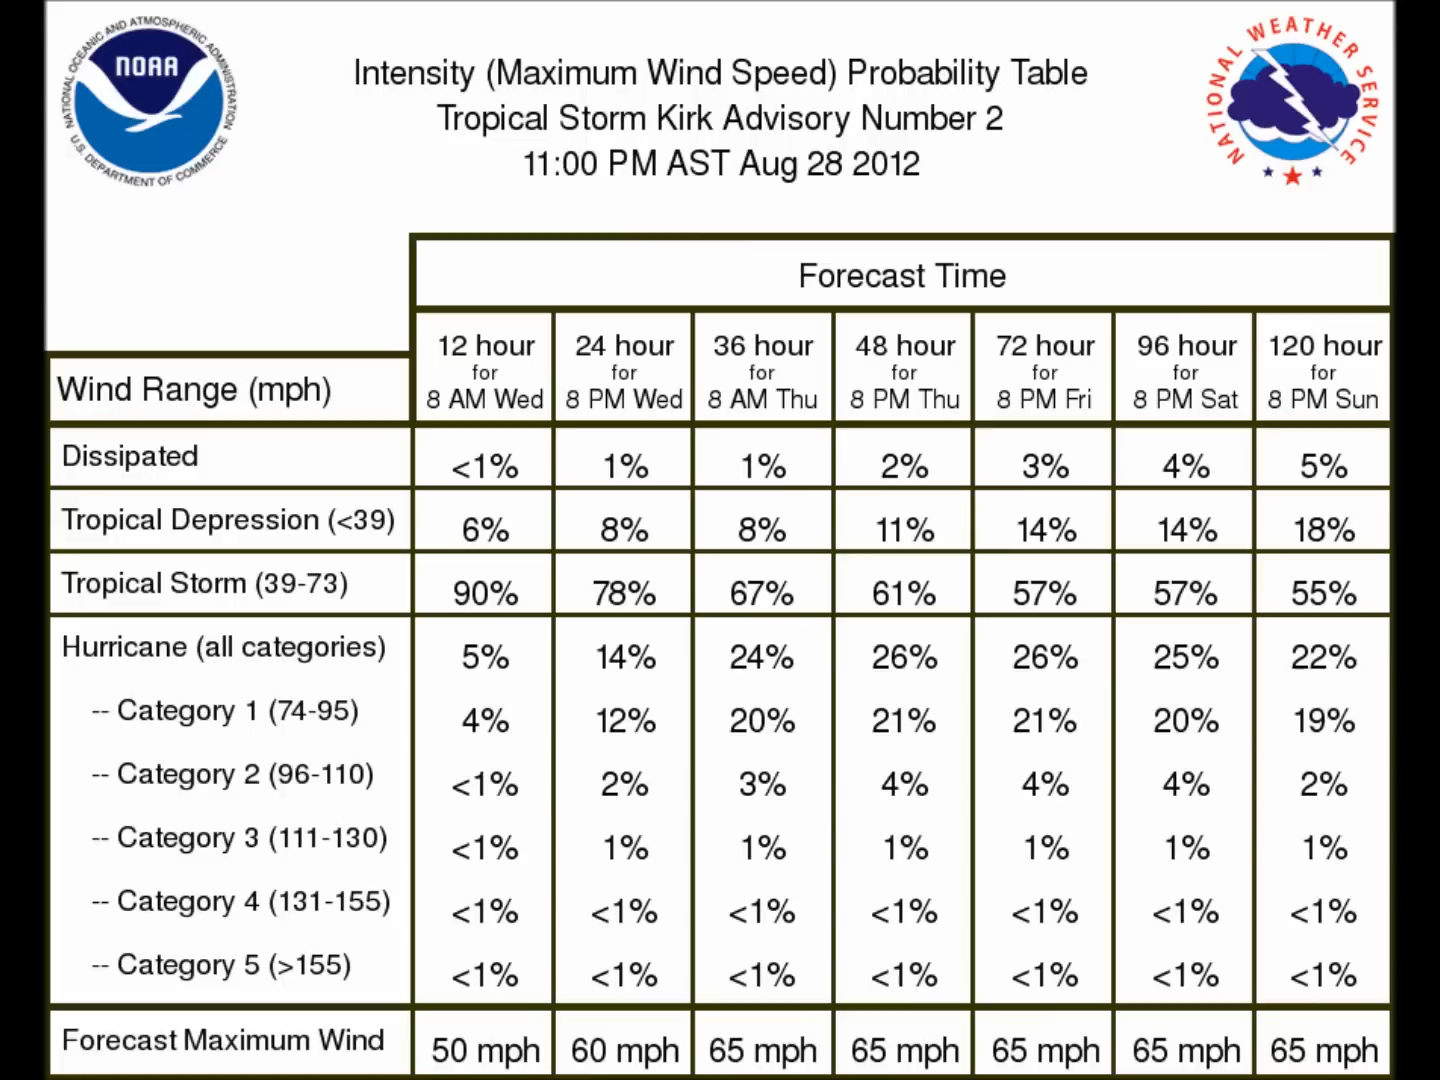 NATIONAL OCEANIC AND ATMOSPHERIC ADMINISTRATION
NOAA
U.S. DEPARTMENT OF COMMERCE
NATIONAL WEATHER SERVICE
Intensity (Maximum Wind Speed) Probability Table
Tropical Storm Kirk Advisory Number 2
11:00 PM AST Aug 28 2012
Forecast Time
12 hour 24 hour 36 hour 48 hour 72 hour 96 hour 120 hour
for for for for for for for
Wind Range (mph) 8 AM Wed 8 PM Wed 8 AM Thu 8 PM Thu 8 PM Fri 8 PM Sat 8 PM Sun
Dissipated <1% 1% 1% 2% 3% 4% 5%
Tropical Depression (<39) 6% 8% 8% 11% 14% 14% 18%
Tropical Storm (39-73) 90% 78% 67% 61% 57% 57% 55%
Hurricane (all categories) 5% 14% 24% 26% 26% 25% 22%
-- Category 1 (74-95) 4% 12% 20% 21% 21% 20% 19%
-- Category 2 (96-110) <1% 2% 3% 4% 4% 4% 2%
-- Category 3 (111-130) <1% 1% 1% 1% 1% 1% 1%
-- Category 4 (131-155) <1% <1% <1% <1% <1% <1% <1%
-- Category 5 (>155) <1% <1% <1% <1% <1% <1% <1%
Forecast Maximum Wind 50 mph 60 mph 65 mph 65 mph 65 mph 65 mph 65 mph